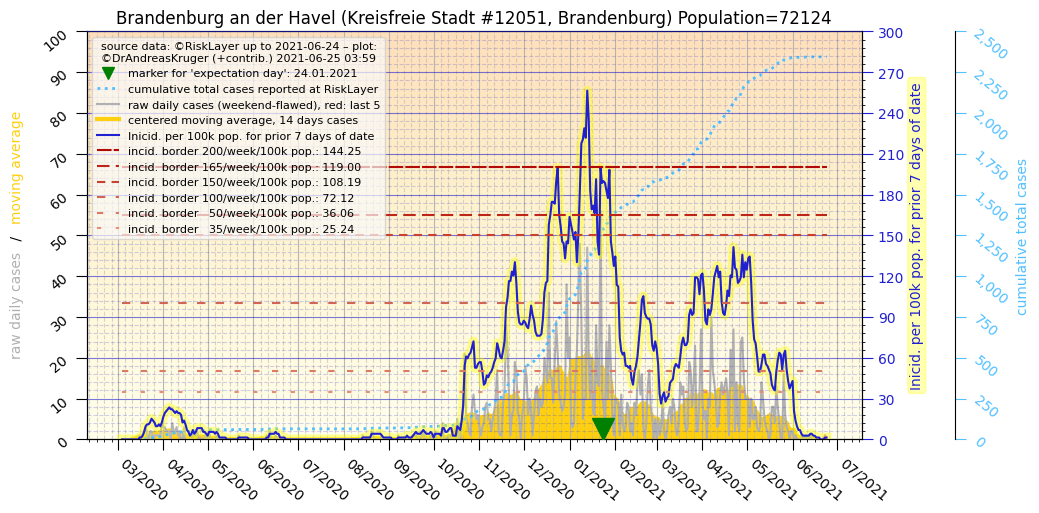 Brandenburg an der Havel (Kreisfreie Stadt #12051, Brandenburg) Population=72124
source data: ©RiskLayer up to 2021-06-24 – plot:
©DrAndreasKruger (+contrib.) 2021-06-25 03:59
marker for 'expectation day': 24.01.2021
cumulative total cases reported at RiskLayer
raw daily cases (weekend-flawed), red: last 5
centered moving average, 14 days cases
Inicid. per 100k pop. for prior 7 days of date
incid. border 200/week/100k pop.: 144.25
incid. border 165/week/100k pop.: 119.00
incid. border 150/week/100k pop.: 108.19
incid. border 100/week/100k pop.: 72.12
incid. border 50/week/100k pop.: 36.06
incid. border 35/week/100k pop.: 25.24
raw daily cases / moving average
100
90
80
70
60
50
40
30
20
10
0
03/2020
04/2020
05/2020
06/2020
07/2020
08/2020
09/2020
10/2020
11/2020
12/2020
01/2021
02/2021
03/2021
04/2021
05/2021
06/2021
07/2021
300
270
240
210
180
150
120
90
60
30
0
Inicid. per 100k pop. for prior 7 days of date
2,500
2,250
2,000
1,750
1,500
1,250
1,000
750
500
250
0
cumulative total cases